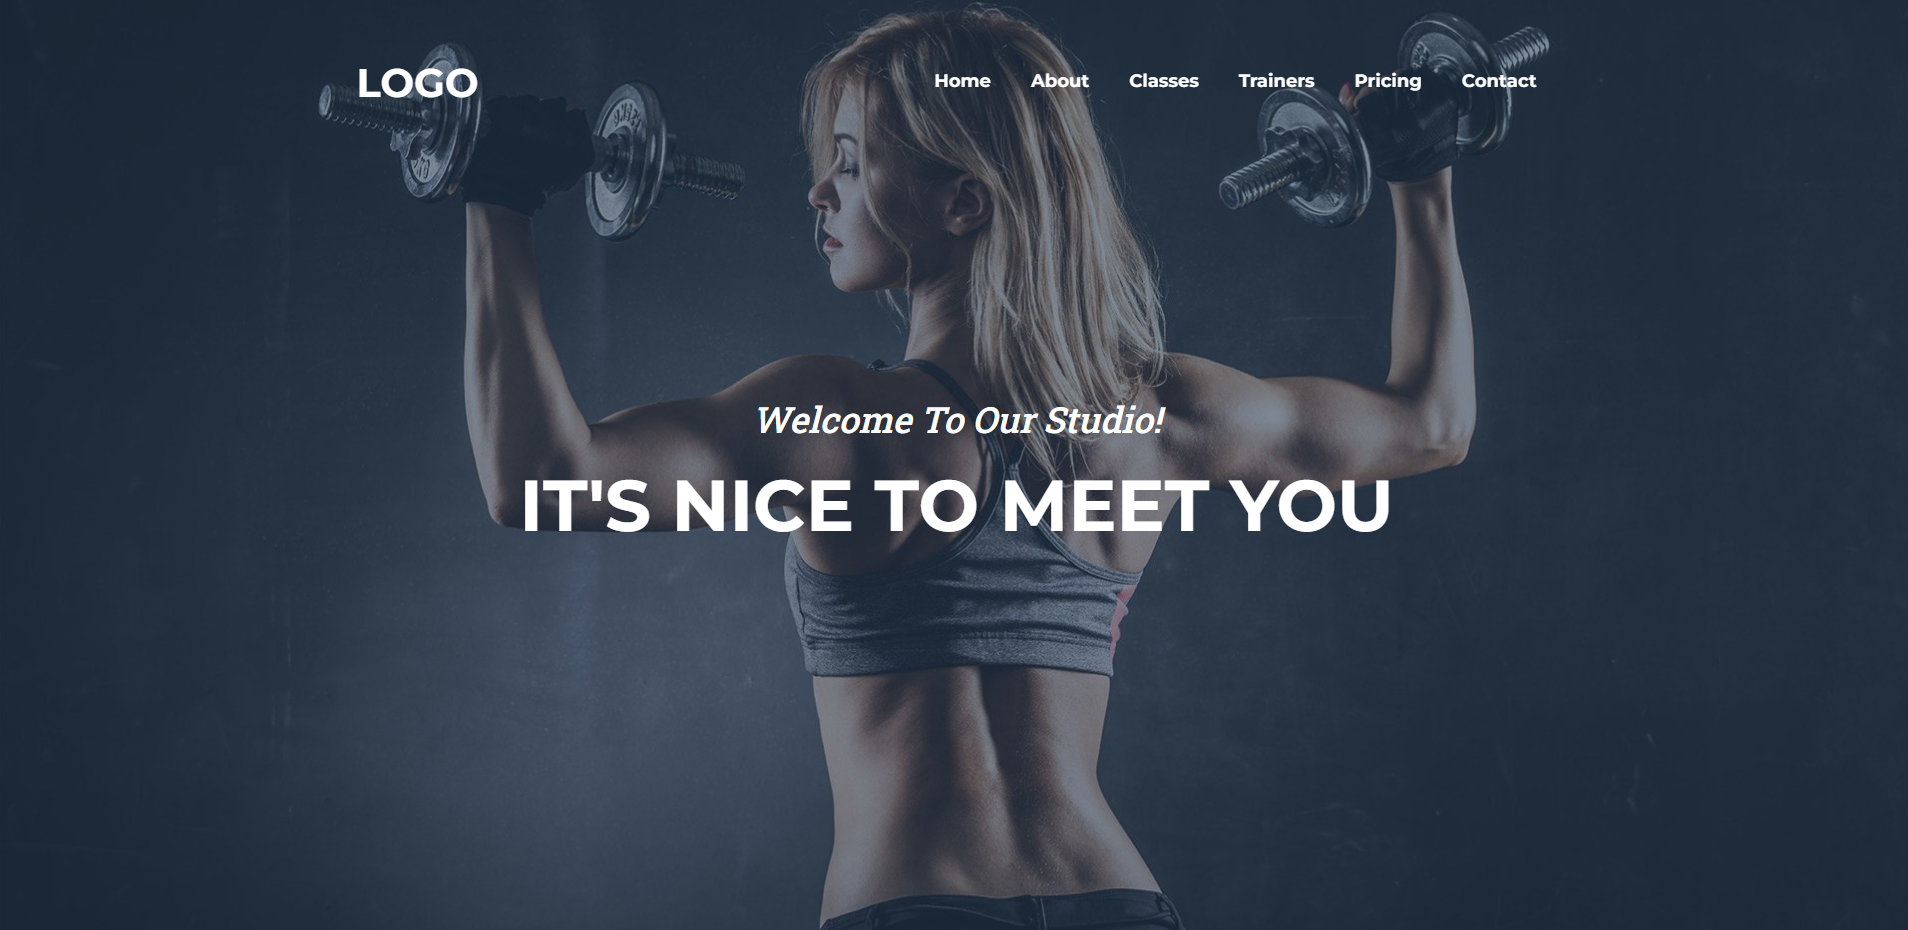 LOGO
Home About Classes Trainers Pricing Contact
Welcome To Our Studio!
IT'S NICE TO MEET YOU